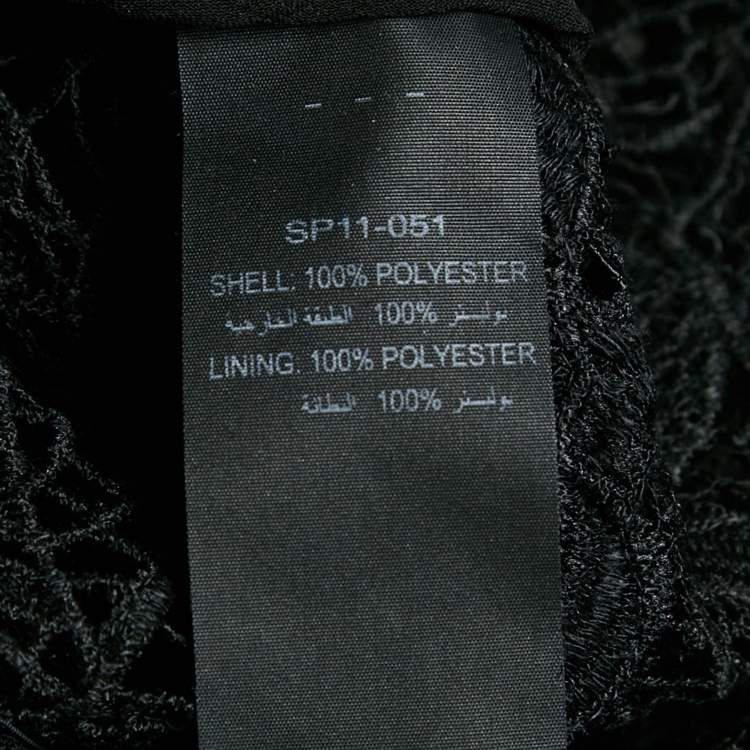 - - -
SP11-051
SHELL: 100% POLYESTER
بوليستر 100% الطبقة الخارجية
LINING: 100% POLYESTER
بوليستر 100% البطانة